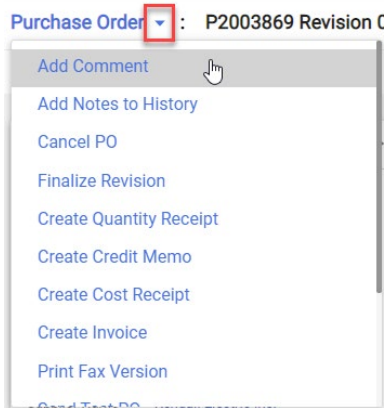 Purchase Order : P2003869 Revision 0
Add Comment
Add Notes to History
Cancel PO
Finalize Revision
Create Quantity Receipt
Create Credit Memo
Create Cost Receipt
Create Invoice
Print Fax Version